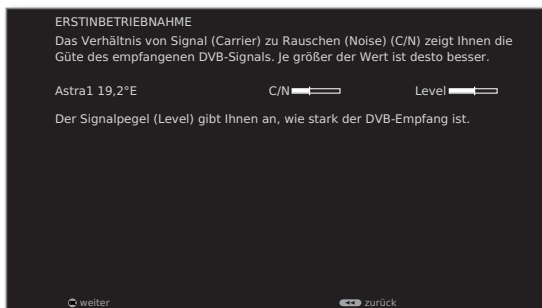 ERSTINBETRIEBNAHME
Das Verhältnis von Signal (Carrier) zu Rauschen (Noise) (C/N) zeigt Ihnen die
Güte des empfangenen DVB-Signals. Je größer der Wert ist desto besser.
Astra1 19,2°E C/N Level
Der Signalpegel (Level) gibt Ihnen an, wie stark der DVB-Empfang ist.
OK weiter zurück